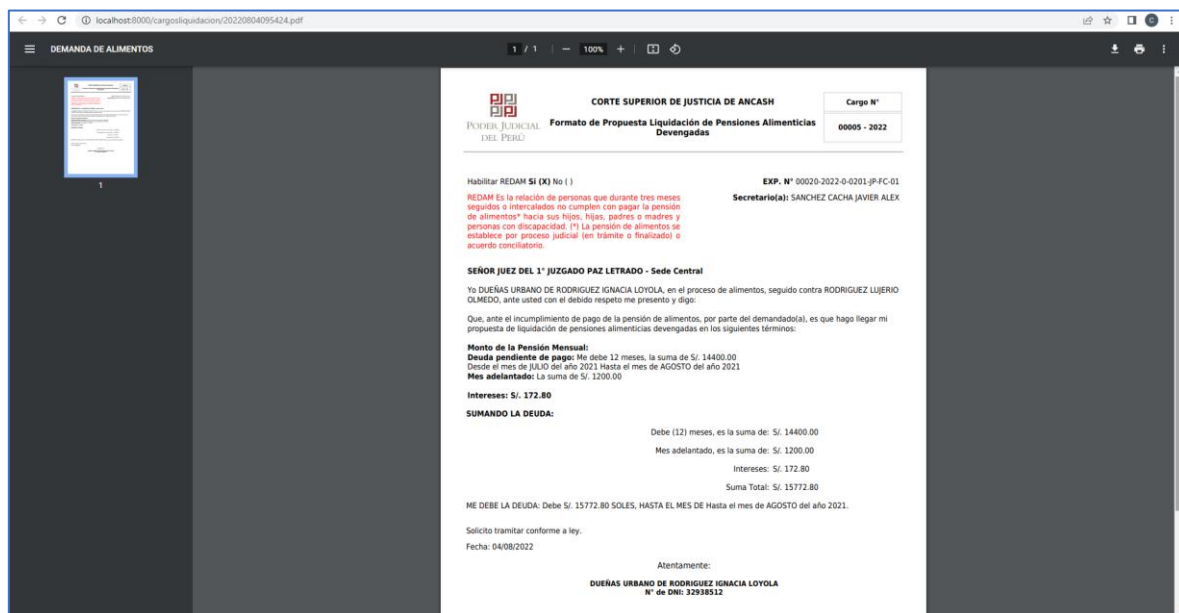 localhost:8000/cargosliquidacion/20220804095424.pdf
C
DEMANDA DE ALIMENTOS
1 / 1 | − 100% +
1
PODER JUDICIAL
DEL PERÚ
CORTE SUPERIOR DE JUSTICIA DE ANCASH
Formato de Propuesta Liquidación de Pensiones Alimenticias
Devengadas
Cargo N°
00005 - 2022
Habilitar REDAM Si (X) No ( )
EXP. N° 00020-2022-0-0201-JP-FC-01
Secretario(a): SANCHEZ CACHA JAVIER ALEX
REDAM Es la relación de personas que durante tres meses
seguidos o intercalados no cumplen con pagar la pensión
de alimentos* hacia sus hijos, hijas, padres o madres y
personas con discapacidad. (*) La pensión de alimentos se
establece por proceso judicial (en trámite o finalizado) o
acuerdo conciliatorio.
SEÑOR JUEZ DEL 1° JUZGADO PAZ LETRADO - Sede Central
Yo DUEÑAS URBANO DE RODRIGUEZ IGNACIA LOYOLA, en el proceso de alimentos, seguido contra RODRIGUEZ LUJERIO
OLMEDO, ante usted con el debido respeto me presento y digo:
Que, ante el incumplimiento de pago de la pensión de alimentos, por parte del demandado(a), es que hago llegar mi
propuesta de liquidación de pensiones alimenticias devengadas en los siguientes términos:
Monto de la Pensión Mensual:
Deuda pendiente de pago: Me debe 12 meses, la suma de S/. 14400.00
Desde el mes de JULIO del año 2021 Hasta el mes de AGOSTO del año 2021
Mes adelantado: La suma de S/. 1200.00
Intereses: S/. 172.80
SUMANDO LA DEUDA:
Debe (12) meses, es la suma de: S/. 14400.00
Mes adelantado, es la suma de: S/. 1200.00
Intereses: S/. 172.80
Suma Total: S/. 15772.80
ME DEBE LA DEUDA: Debe S/. 15772.80 SOLES, HASTA EL MES DE Hasta el mes de AGOSTO del año 2021.
Solicito tramitar conforme a ley.
Fecha: 04/08/2022
Atentamente:
DUEÑAS URBANO DE RODRIGUEZ IGNACIA LOYOLA
N° de DNI: 32938512